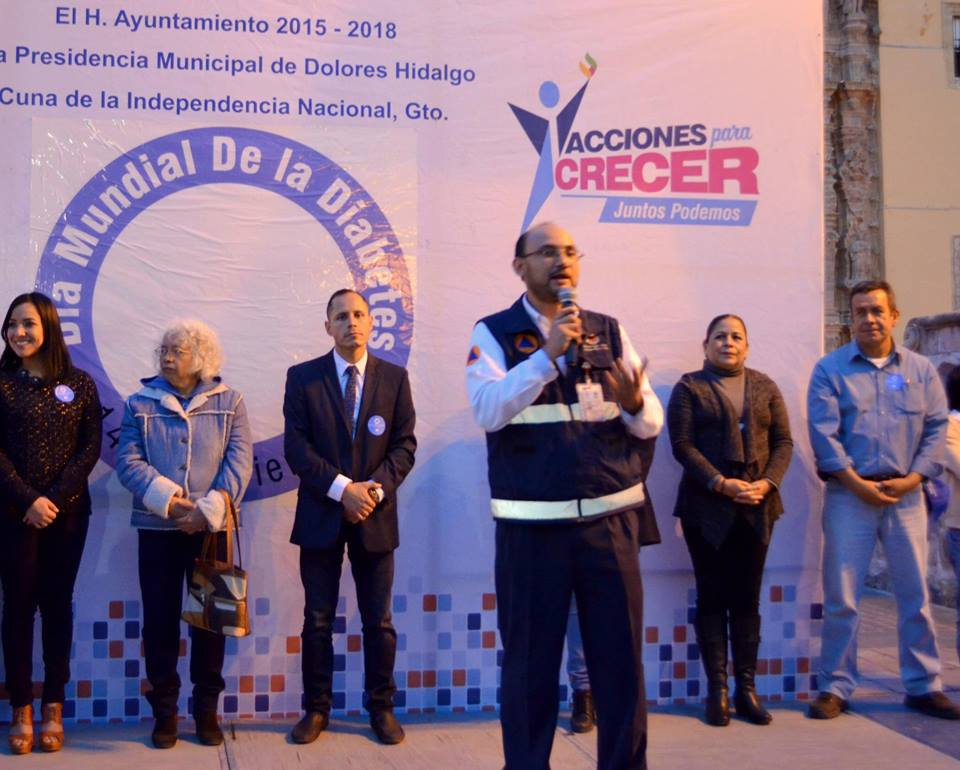 El H. Ayuntamiento 2015 - 2018
a Presidencia Municipal de Dolores Hidalgo
Cuna de la Independencia Nacional, Gto.
Día Mundial De la Diabetes
14
ACCIONES para
CRECER
Juntos Podemos